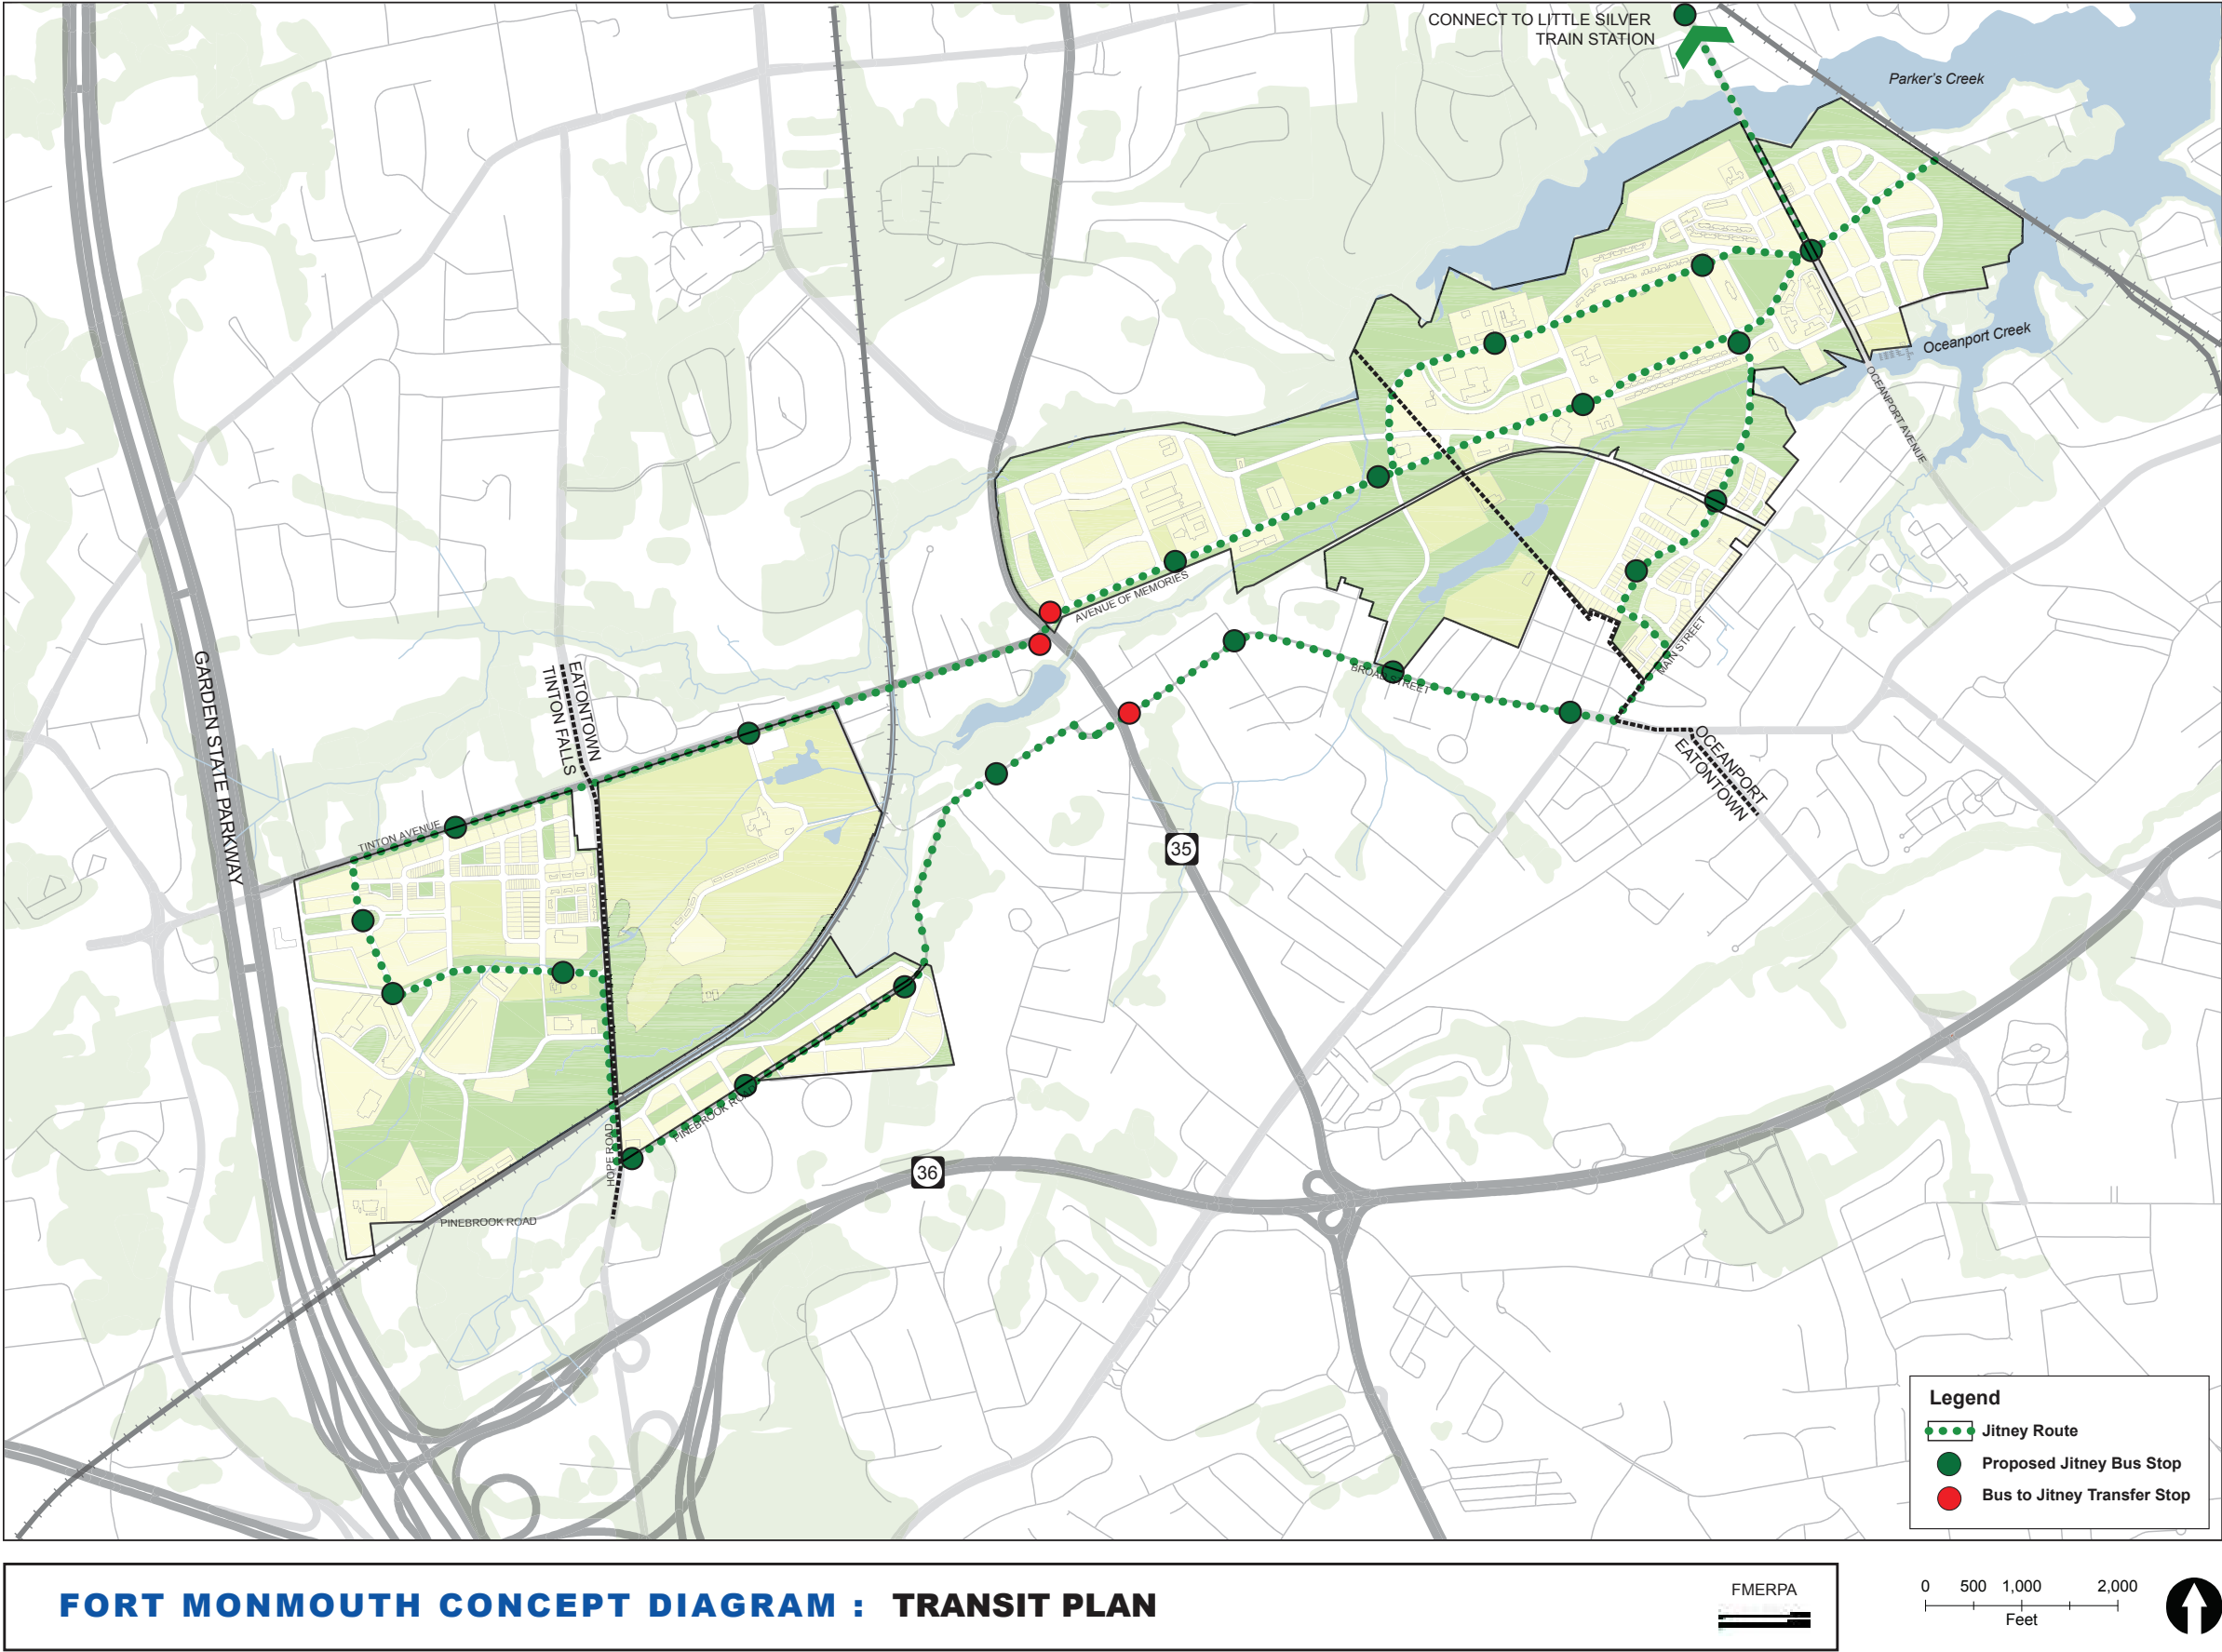 CONNECT TO LITTLE SILVER
TRAIN STATION
Parker's Creek
Oceanport Creek
OCEANPORT AVENUE
AVENUE OF MEMORIES
MAIN STREET
BROAD STREET
GARDEN STATE PARKWAY
EATONTOWN
TINTON FALLS
OCEANPORT
EATONTOWN
TINTON AVENUE
35
PINEBROOK ROAD
HOPE ROAD
36
PINEBROOK ROAD
Legend
Jitney Route
Proposed Jitney Bus Stop
Bus to Jitney Transfer Stop
FORT MONMOUTH CONCEPT DIAGRAM : TRANSIT PLAN
FMERPA
0 500 1,000 2,000
Feet